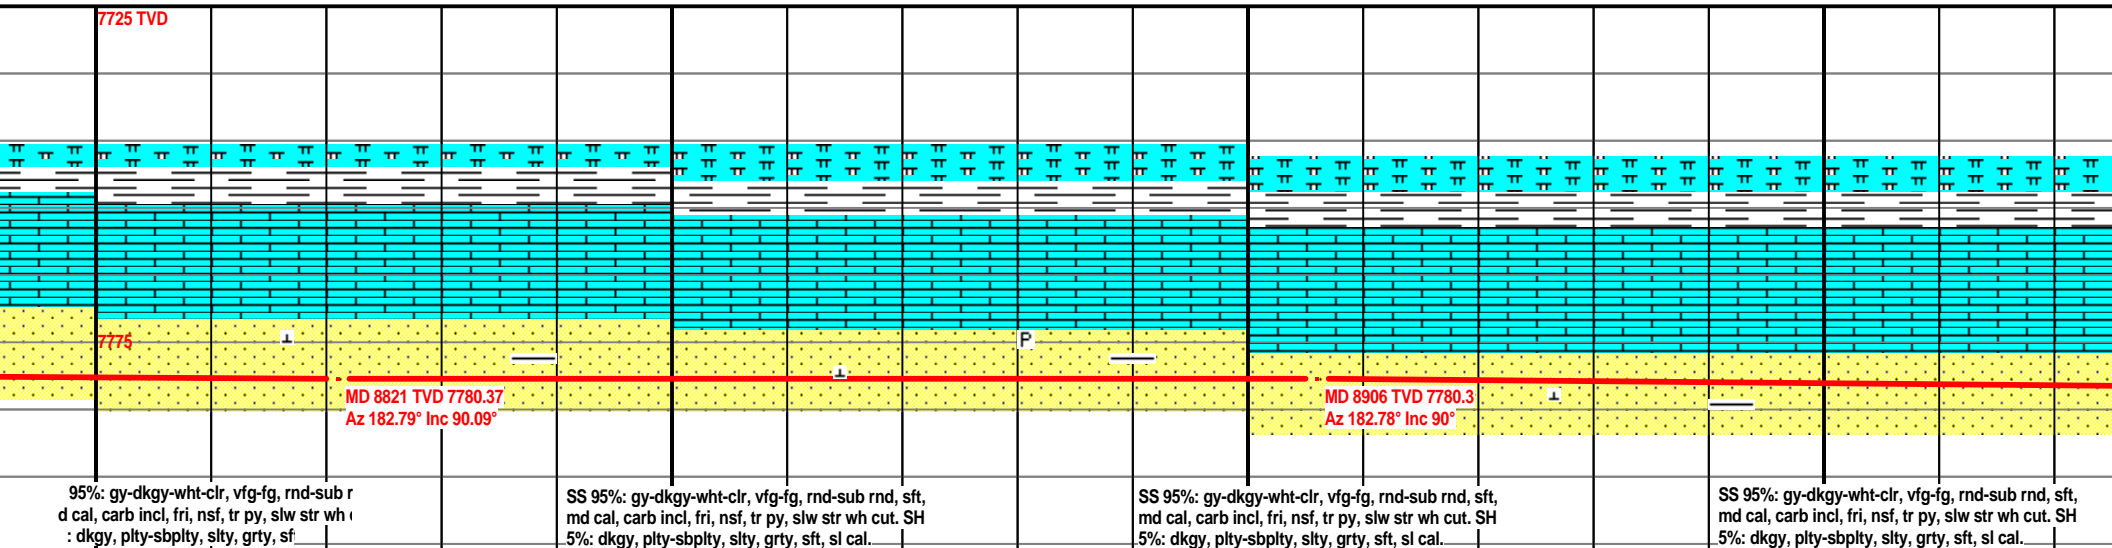 7725 TVD
7775
P
MD 8821 TVD 7780.37
Az 182.79° Inc 90.09°
MD 8906 TVD 7780.3
Az 182.78° Inc 90°
95%: gy-dkgy-wht-clr, vfg-fg, rnd-sub r
d cal, carb incl, fri, nsf, tr py, slw str wh
: dkgy, plty-sbplty, slty, grty, sf
SS 95%: gy-dkgy-wht-clr, vfg-fg, rnd-sub rnd, sft,
md cal, carb incl, fri, nsf, tr py, slw str wh cut. SH
5%: dkgy, plty-sbplty, slty, grty, sft, sl cal.
SS 95%: gy-dkgy-wht-clr, vfg-fg, rnd-sub rnd, sft,
md cal, carb incl, fri, nsf, tr py, slw str wh cut. SH
5%: dkgy, plty-sbplty, slty, grty, sft, sl cal.
SS 95%: gy-dkgy-wht-clr, vfg-fg, rnd-sub rnd, sft,
md cal, carb incl, fri, nsf, tr py, slw str wh cut. SH
5%: dkgy, plty-sbplty, slty, grty, sft, sl cal.